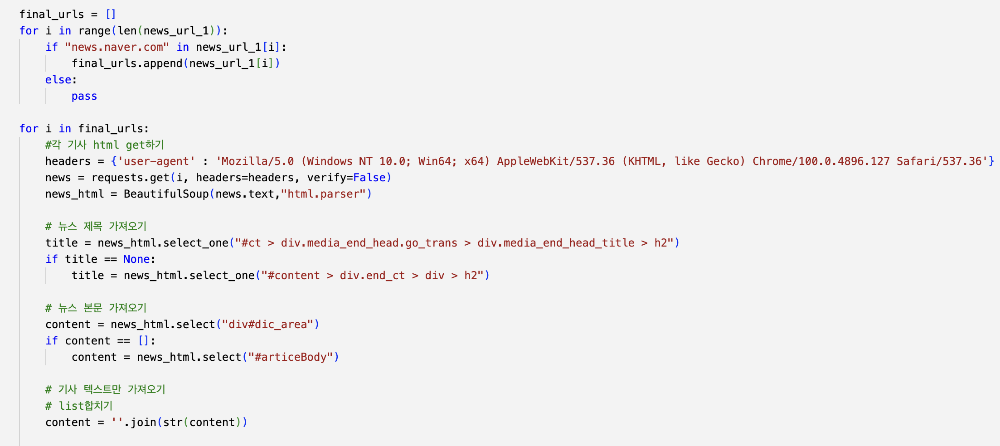 final_urls = []
for i in range(len(news_url_1)):
    if "news.naver.com" in news_url_1[i]:
        final_urls.append(news_url_1[i])
    else:
        pass

for i in final_urls:
    #각 기사 html get하기
    headers = {'user-agent' : 'Mozilla/5.0 (Windows NT 10.0; Win64; x64) AppleWebKit/537.36 (KHTML, like Gecko) Chrome/100.0.4896.127 Safari/537.36'}
    news = requests.get(i, headers=headers, verify=False)
    news_html = BeautifulSoup(news.text,"html.parser")

    # 뉴스 제목 가져오기
    title = news_html.select_one("#ct > div.media_end_head.go_trans > div.media_end_head_title > h2")
    if title == None:
        title = news_html.select_one("#content > div.end_ct > div > h2")

    # 뉴스 본문 가져오기
    content = news_html.select("div#dic_area")
    if content == []:
        content = news_html.select("#articeBody")

    # 기사 텍스트만 가져오기
    # list합치기
    content = ''.join(str(content))